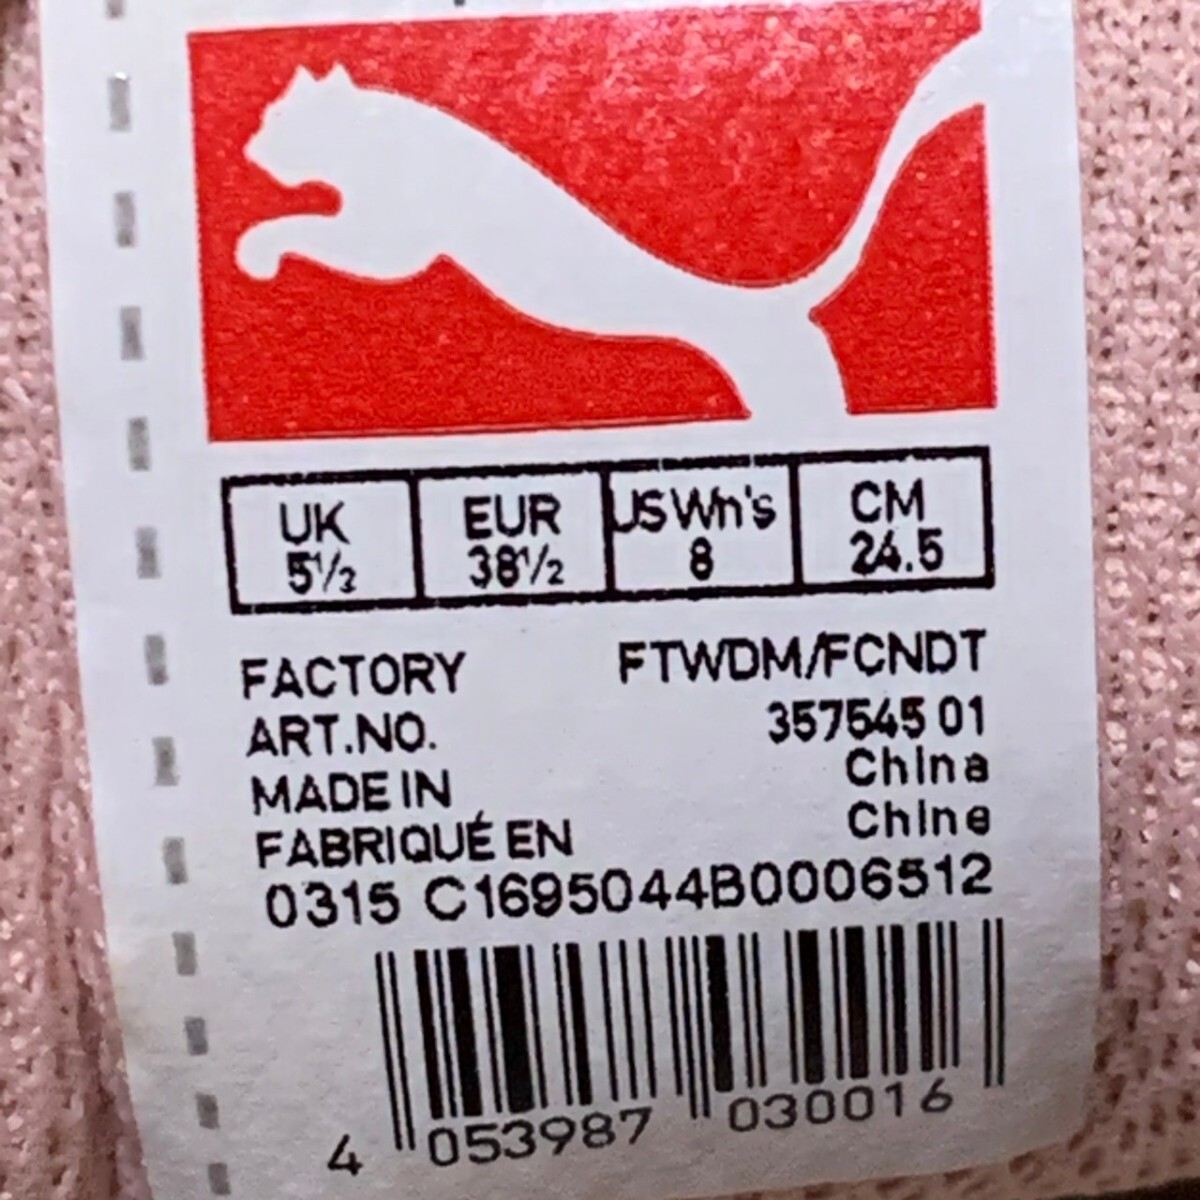 UK EUR US Wn's CM
5½ 38½ 8 24.5
FACTORY FTWDM/FCNDT
ART.NO. 357545 01
MADE IN China
FABRIQUÉ EN Chine
0315 C1695044B0006512
4 053987 030016